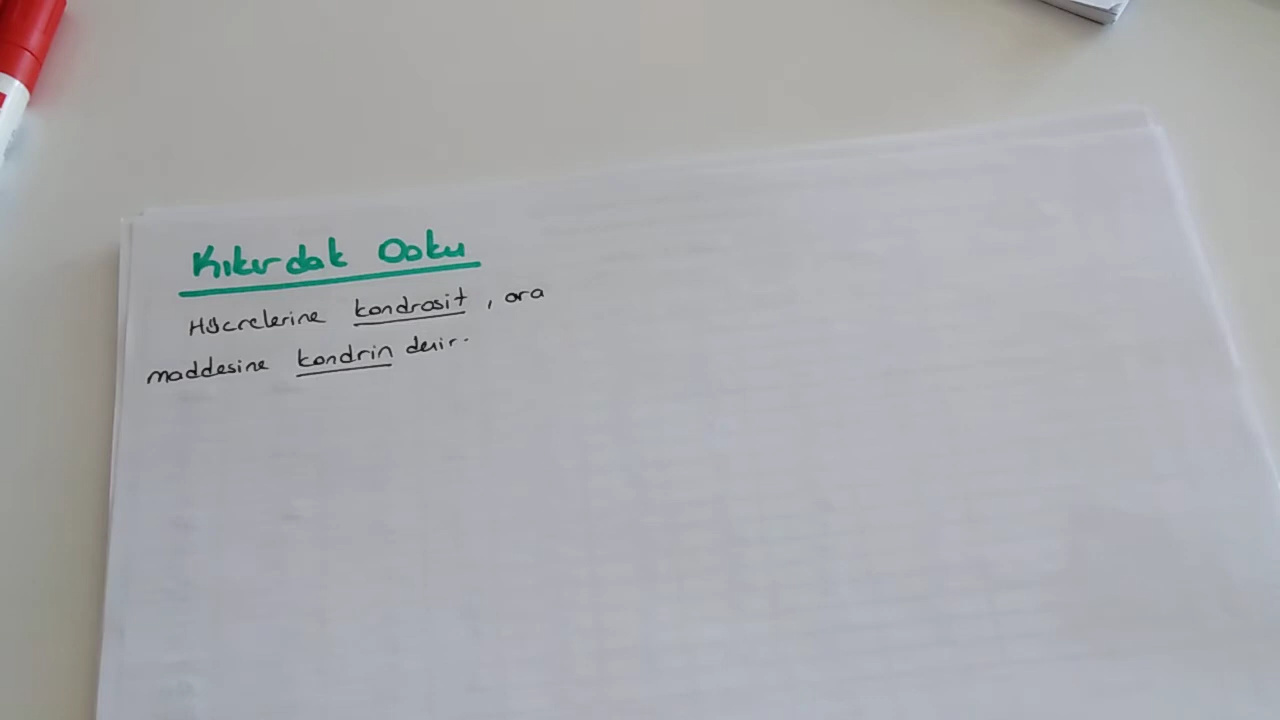 Kıkırdak Doku
Hücrelerine kondrosit, ara
maddesine kondrin denir.